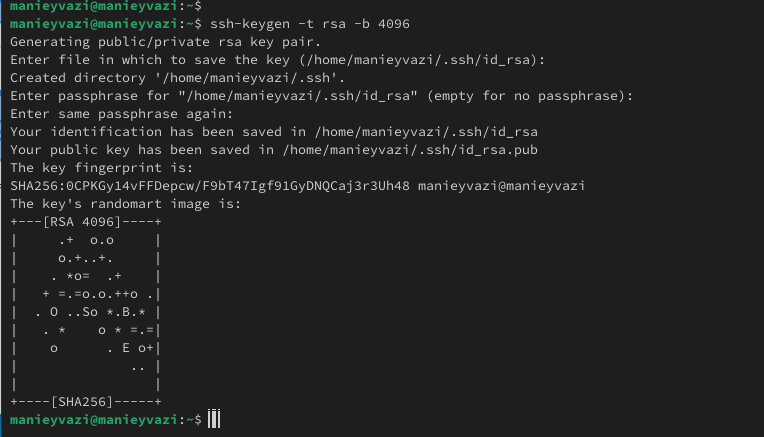 manieyvazi@manieyvazi:~$
manieyvazi@manieyvazi:~$ ssh-keygen -t rsa -b 4096
Generating public/private rsa key pair.
Enter file in which to save the key (/home/manieyvazi/.ssh/id_rsa):
Created directory '/home/manieyvazi/.ssh'.
Enter passphrase for "/home/manieyvazi/.ssh/id_rsa" (empty for no passphrase):
Enter same passphrase again:
Your identification has been saved in /home/manieyvazi/.ssh/id_rsa
Your public key has been saved in /home/manieyvazi/.ssh/id_rsa.pub
The key fingerprint is:
SHA256:0CPKGy14vFFDepcw/F9bT47Igf91GyDNQCaj3r3Uh48 manieyvazi@manieyvazi
The key's randomart image is:
+---[RSA 4096]----+
|     .+  o.o     |
|     o.+..+.     |
|    . *o=  .+    |
|   + =.=o.o.++o .|
|  . O ..So *.B.* |
|   . *    o * =.=|
|    o      . E o+|
|              .. |
|                 |
+----[SHA256]-----+
manieyvazi@manieyvazi:~$